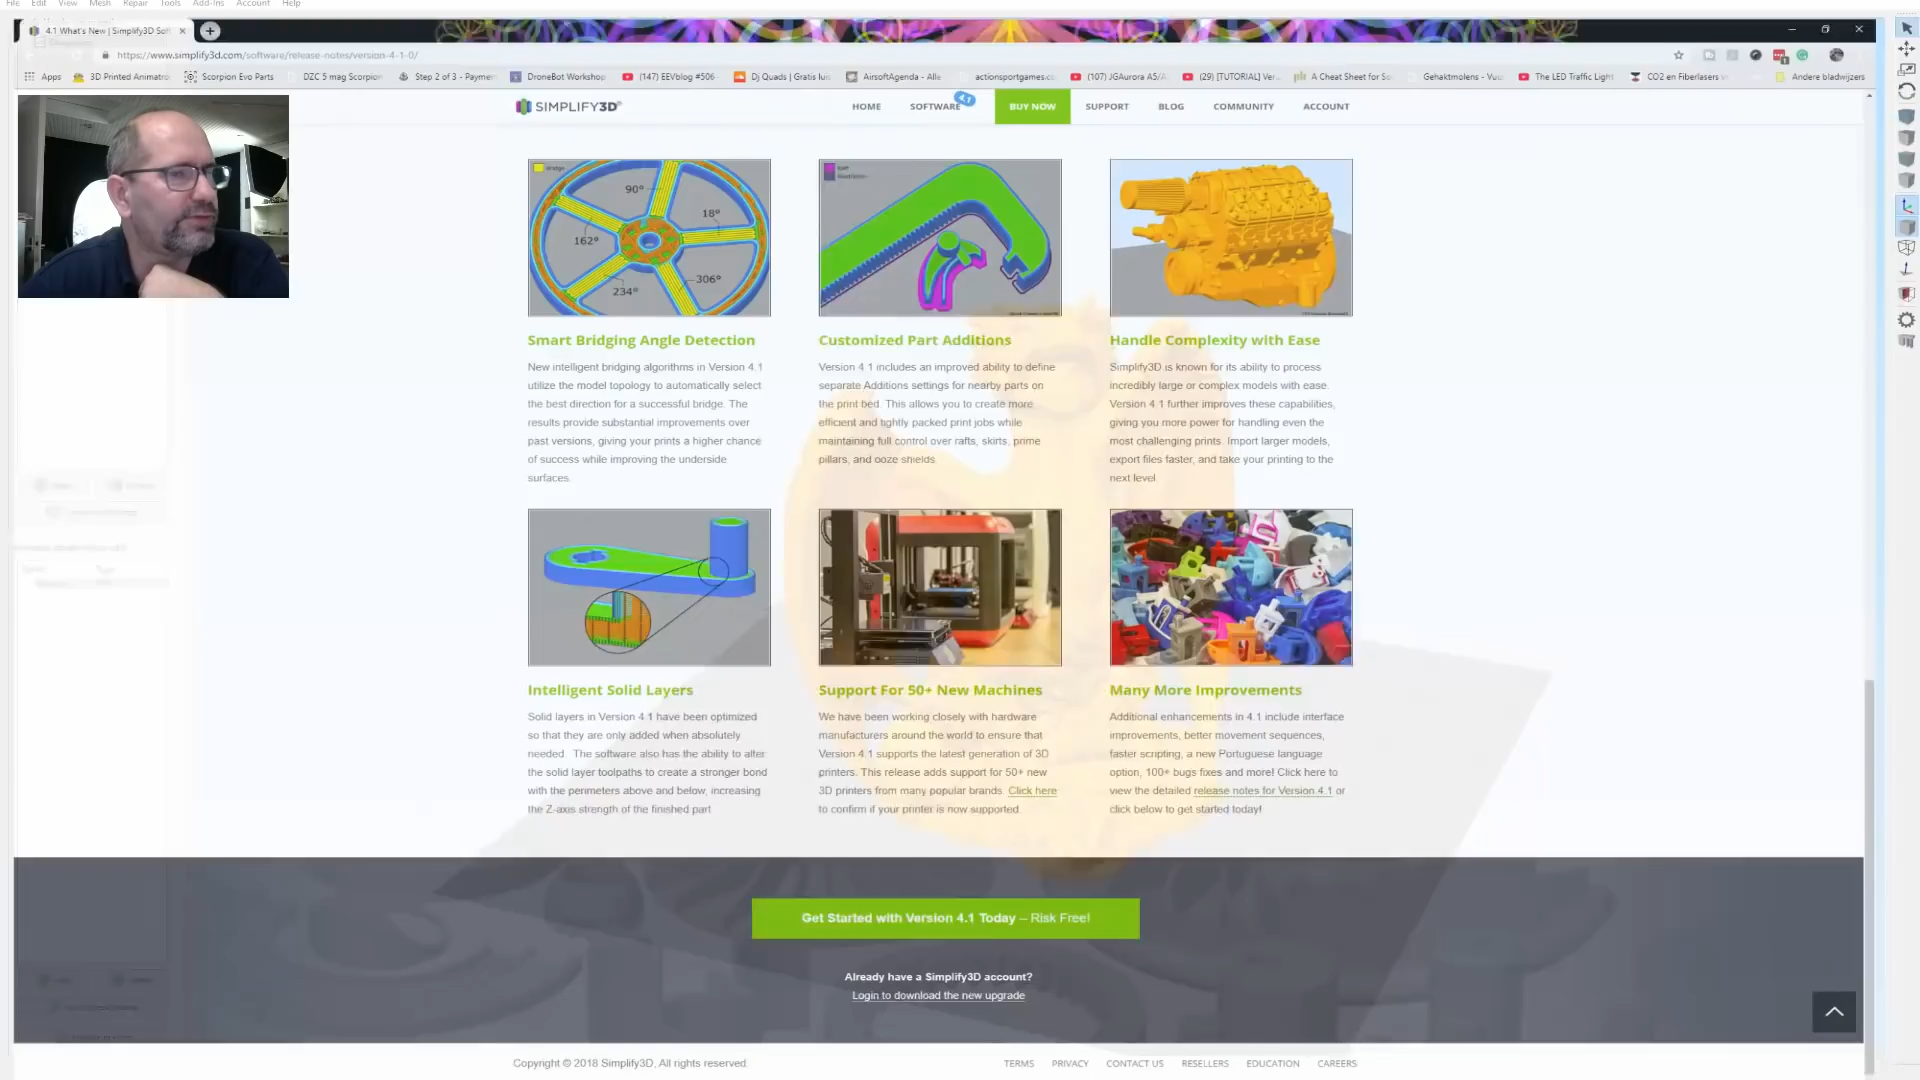 File Edit View Mesh Repair Tools Add-Ins Account Help
4.1 What's New | Simplify3D Sof
https://www.simplify3d.com/software/release-notes/version-4-1-0/
Apps 3D Printed Animatro Scorpion Evo Parts DZC 5 mag Scorpion Step 2 of 3 - Paymen DroneBot Workshop (147) EEVblog #506 Dj Quads | Gratis luis AirsoftAgenda - Alle actionsportgames.co (107) JGAurora A5/A (29) [TUTORIAL] Ver... A Cheat Sheet for So Gehaktmolens - Vuu The LED Traffic Light CO2 en Fiberlasers v Andere bladwijzers
SIMPLIFY3D HOME SOFTWARE 4.1 BUY NOW SUPPORT BLOG COMMUNITY ACCOUNT
Bridge
90°
18°
162°
306°
234°
Smart Bridging Angle Detection
New intelligent bridging algorithms in Version 4.1
utilize the model topology to automatically select
the best direction for a successful bridge. The
results provide substantial improvements over
past versions, giving your prints a higher chance
of success while improving the underside
surfaces.
Customized Part Additions
Version 4.1 includes an improved ability to define
separate Additions settings for nearby parts on
the print bed. This allows you to create more
efficient and tightly packed print jobs while
maintaining full control over rafts, skirts, prime
pillars, and ooze shields.
Handle Complexity with Ease
Simplify3D is known for its ability to process
incredibly large or complex models with ease.
Version 4.1 further improves these capabilities,
giving you more power for handling even the
most challenging prints. Import larger models,
export files faster, and take your printing to the
next level.
Intelligent Solid Layers
Solid layers in Version 4.1 have been optimized
so that they are only added when absolutely
needed. The software also has the ability to alter
the solid layer toolpaths to create a stronger bond
with the perimeters above and below, increasing
the Z-axis strength of the finished part.
Support For 50+ New Machines
We have been working closely with hardware
manufacturers around the world to ensure that
Version 4.1 supports the latest generation of 3D
printers. This release adds support for 50+ new
3D printers from many popular brands. Click here
to confirm if your printer is now supported.
Many More Improvements
Additional enhancements in 4.1 include interface
improvements, better movement sequences,
faster scripting, a new Portuguese language
option, 100+ bugs fixes and more! Click here to
view the detailed release notes for Version 4.1 or
click below to get started today!
Get Started with Version 4.1 Today – Risk Free!
Already have a Simplify3D account?
Login to download the new upgrade
Copyright © 2018 Simplify3D, All rights reserved. TERMS PRIVACY CONTACT US RESELLERS EDUCATION CAREERS